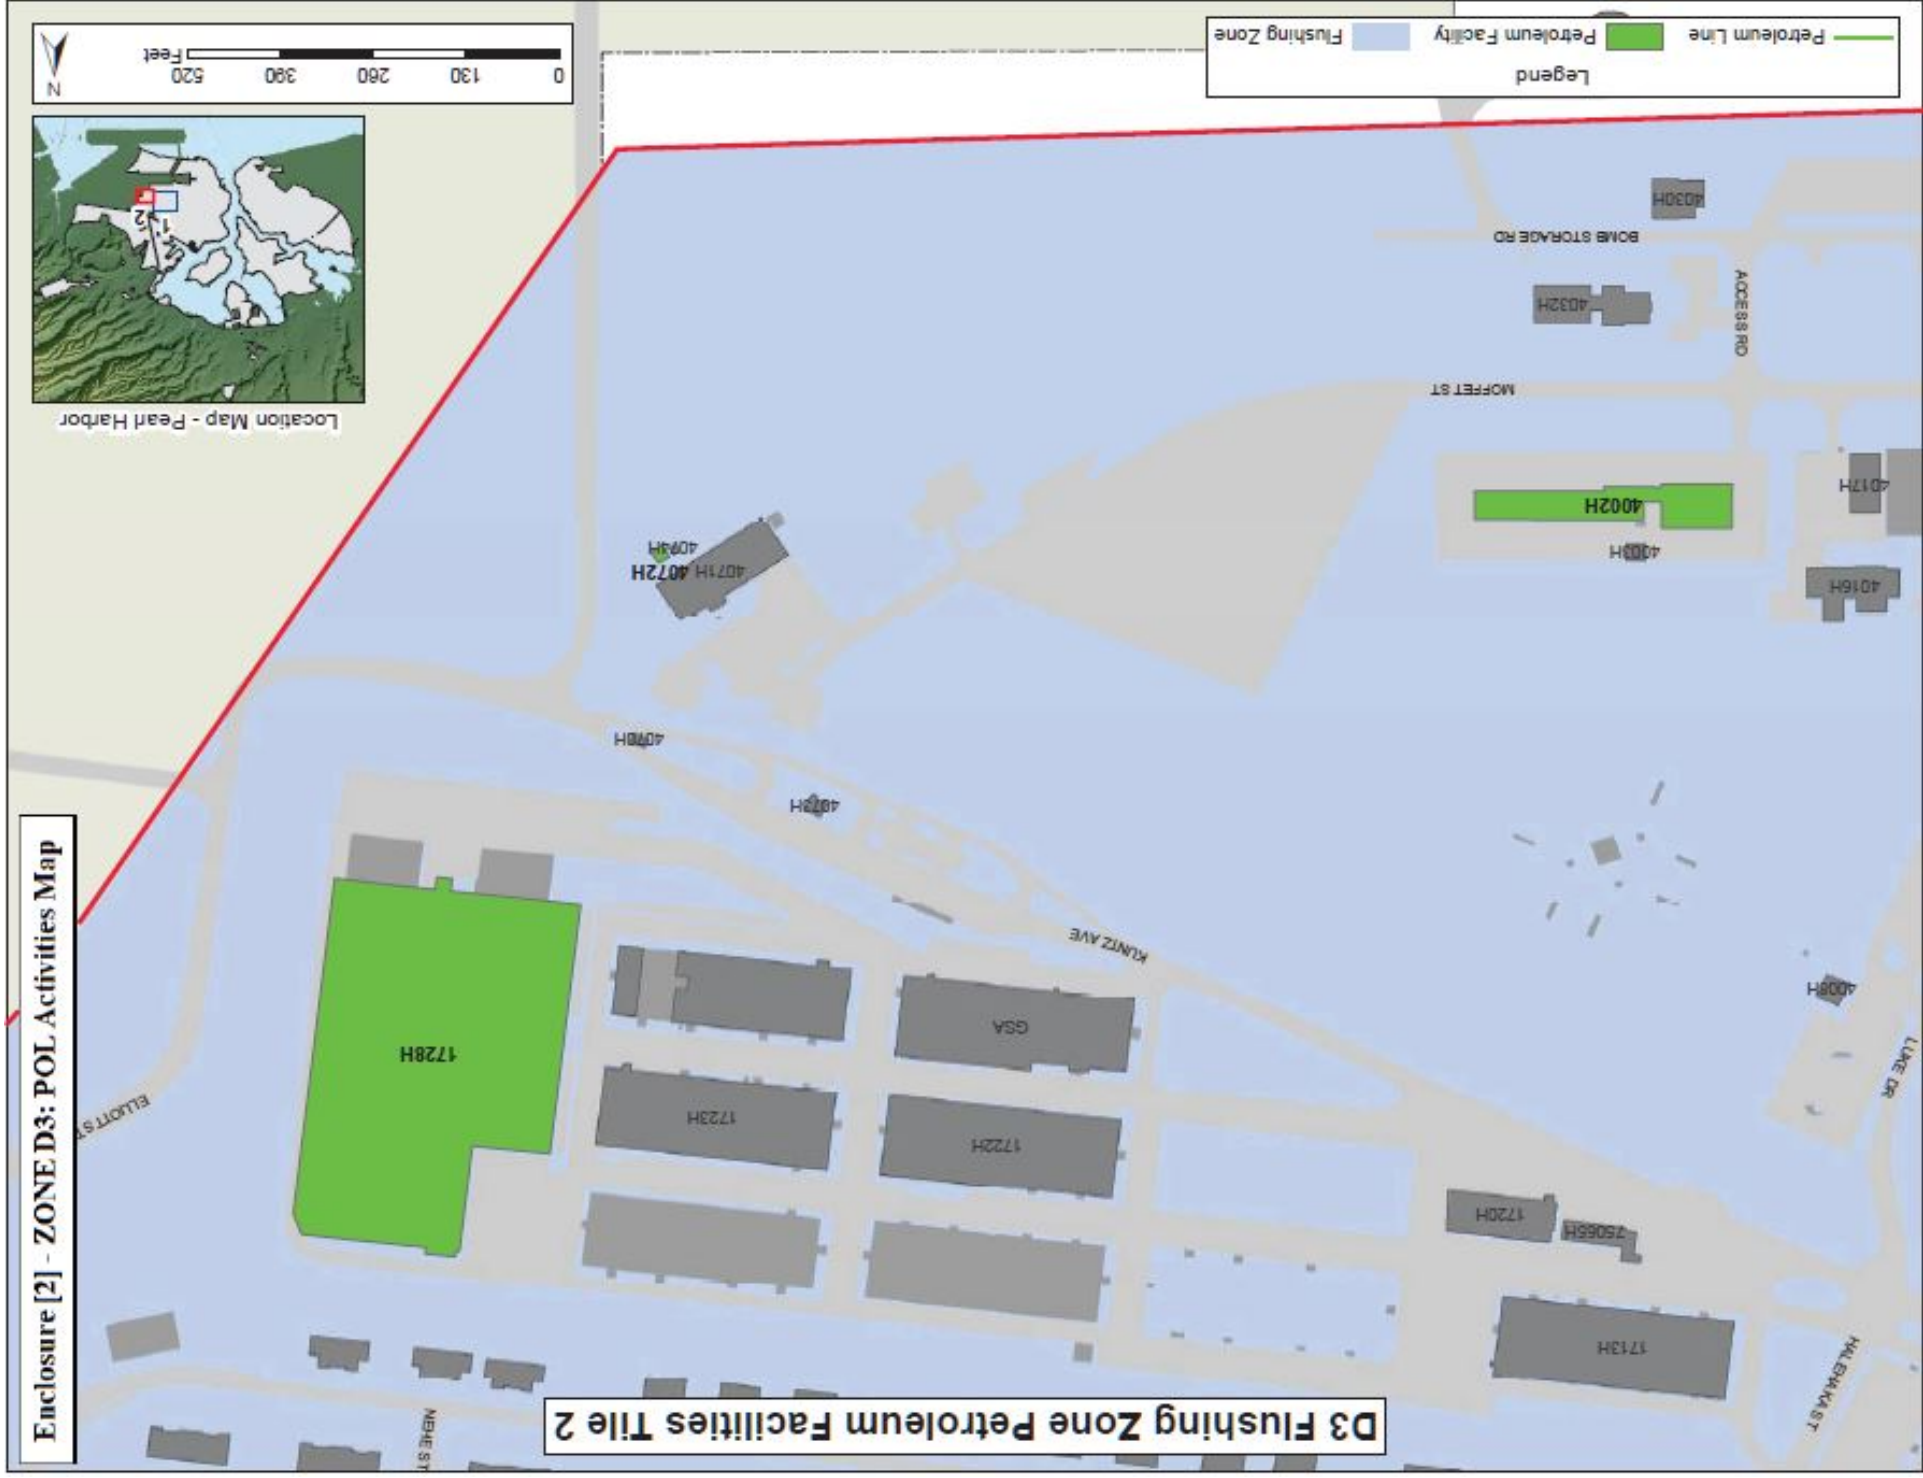 D3 Flushing Zone Petroleum Facilities Tile 2
Enclosure [2] - ZONE D3: POL Activities Map
NEHE ST
HALEHAKA ST
1713H
75065H
1720H
ELLIOTT ST
1722H
1723H
1728H
GSA
LUKE DR
4008H
KUNTZ AVE
4073H
4016H
4003H
4002H
4017H
4072H
4071H
4074H
MOFFET ST
ACCESS RD
4032H
BOMB STORAGE RD
4030H
Location Map - Pearl Harbor
1
2
Legend
Petroleum Line
Petroleum Facility
Flushing Zone
N
0 130 260 390 520
Feet